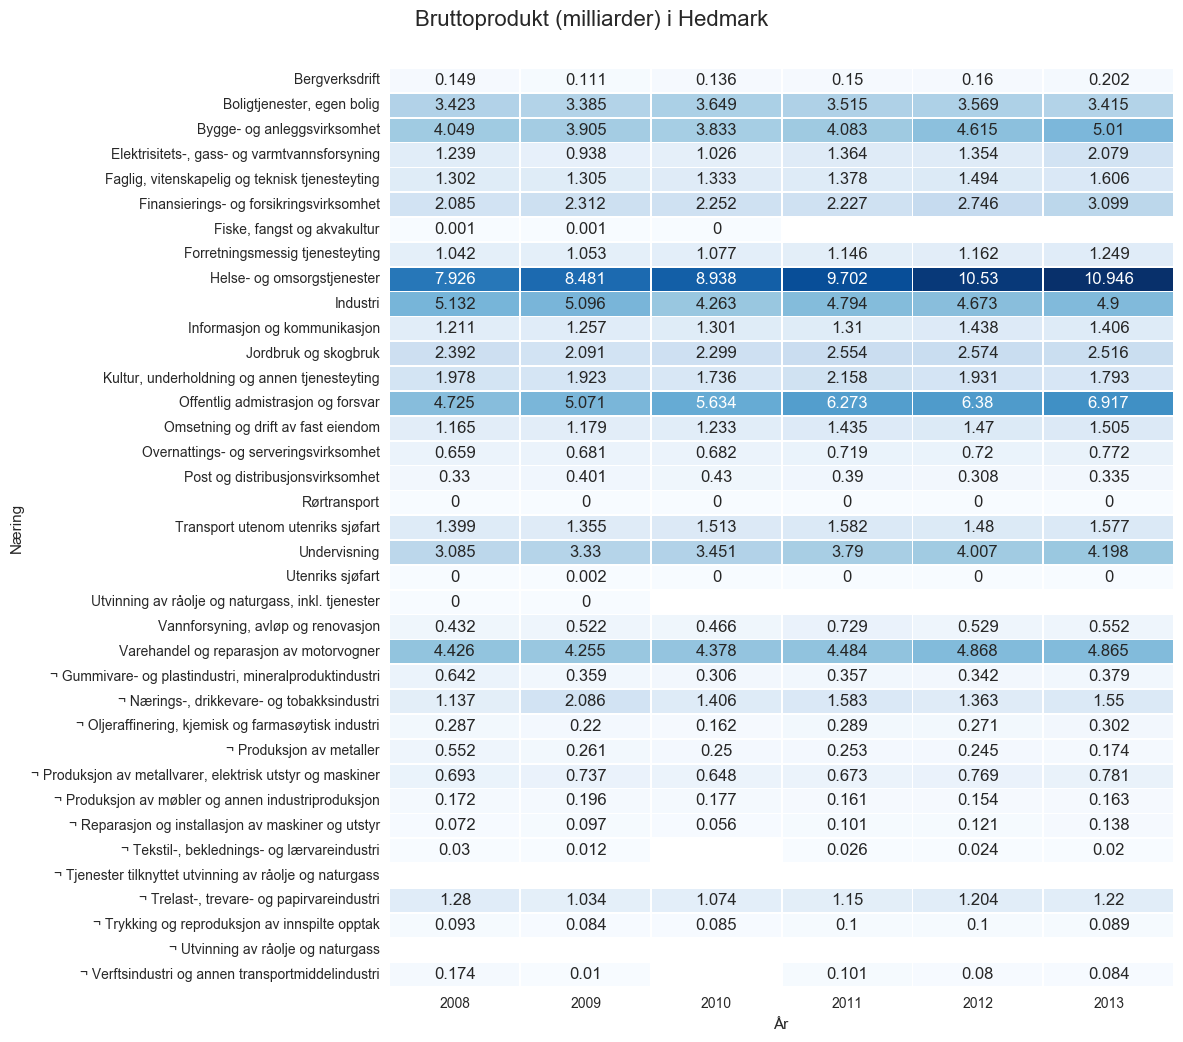 Bruttoprodukt (milliarder) i Hedmark
Bergverksdrift 0.149 0.111 0.136 0.15 0.16 0.202
Boligtjenester, egen bolig 3.423 3.385 3.649 3.515 3.569 3.415
Bygge- og anleggsvirksomhet 4.049 3.905 3.833 4.083 4.615 5.01
Elektrisitets-, gass- og varmtvannsforsyning 1.239 0.938 1.026 1.364 1.354 2.079
Faglig, vitenskapelig og teknisk tjenesteyting 1.302 1.305 1.333 1.378 1.494 1.606
Finansierings- og forsikringsvirksomhet 2.085 2.312 2.252 2.227 2.746 3.099
Fiske, fangst og akvakultur 0.001 0.001 0
Forretningsmessig tjenesteyting 1.042 1.053 1.077 1.146 1.162 1.249
Helse- og omsorgstjenester 7.926 8.481 8.938 9.702 10.53 10.946
Industri 5.132 5.096 4.263 4.794 4.673 4.9
Informasjon og kommunikasjon 1.211 1.257 1.301 1.31 1.438 1.406
Jordbruk og skogbruk 2.392 2.091 2.299 2.554 2.574 2.516
Kultur, underholdning og annen tjenesteyting 1.978 1.923 1.736 2.158 1.931 1.793
Offentlig admistrasjon og forsvar 4.725 5.071 5.634 6.273 6.38 6.917
Omsetning og drift av fast eiendom 1.165 1.179 1.233 1.435 1.47 1.505
Overnattings- og serveringsvirksomhet 0.659 0.681 0.682 0.719 0.72 0.772
Post og distribusjonsvirksomhet 0.33 0.401 0.43 0.39 0.308 0.335
Rørtransport 0 0 0 0 0 0
Transport utenom utenriks sjøfart 1.399 1.355 1.513 1.582 1.48 1.577
Undervisning 3.085 3.33 3.451 3.79 4.007 4.198
Utenriks sjøfart 0 0.002 0 0 0 0
Utvinning av råolje og naturgass, inkl. tjenester 0 0
Vannforsyning, avløp og renovasjon 0.432 0.522 0.466 0.729 0.529 0.552
Varehandel og reparasjon av motorvogner 4.426 4.255 4.378 4.484 4.868 4.865
¬ Gummivare- og plastindustri, mineralproduktindustri 0.642 0.359 0.306 0.357 0.342 0.379
¬ Nærings-, drikkevare- og tobakksindustri 1.137 2.086 1.406 1.583 1.363 1.55
¬ Oljeraffinering, kjemisk og farmasøytisk industri 0.287 0.22 0.162 0.289 0.271 0.302
¬ Produksjon av metaller 0.552 0.261 0.25 0.253 0.245 0.174
¬ Produksjon av metallvarer, elektrisk utstyr og maskiner 0.693 0.737 0.648 0.673 0.769 0.781
¬ Produksjon av møbler og annen industriproduksjon 0.172 0.196 0.177 0.161 0.154 0.163
¬ Reparasjon og installasjon av maskiner og utstyr 0.072 0.097 0.056 0.101 0.121 0.138
¬ Tekstil-, beklednings- og lærvareindustri 0.03 0.012 0.026 0.024 0.02
¬ Tjenester tilknyttet utvinning av råolje og naturgass
¬ Trelast-, trevare- og papirvareindustri 1.28 1.034 1.074 1.15 1.204 1.22
¬ Trykking og reproduksjon av innspilte opptak 0.093 0.084 0.085 0.1 0.1 0.089
¬ Utvinning av råolje og naturgass
¬ Verftsindustri og annen transportmiddelindustri 0.174 0.01 0.101 0.08 0.084
2008 2009 2010 2011 2012 2013
År
Næring